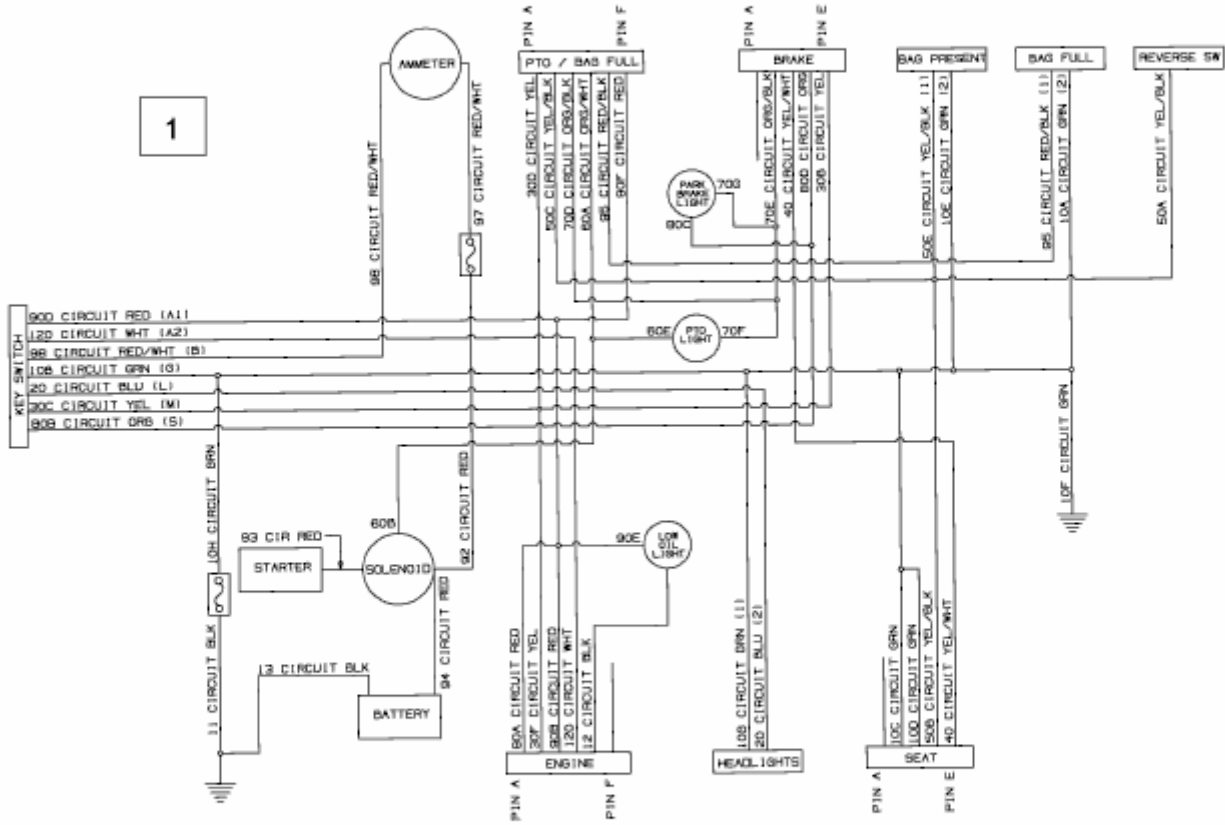 1
AMMETER
98 CIRCUIT RED/WHT
97 CIRCUIT RED/WHT
PIN A
PIN F
PTO / BAG FULL
30D CIRCUIT YEL
50C CIRCUIT YEL/BLK
70D CIRCUIT ORG/BLK
60A CIRCUIT ORG/WHT
95 CIRCUIT RED/BLK
90F CIRCUIT RED
PIN A
PIN E
BRAKE
70E CIRCUIT ORG/BLK
40 CIRCUIT YEL/WHT
80D CIRCUIT ORG
30B CIRCUIT YEL
BAG PRESENT
50E CIRCUIT YEL/BLK (1)
10E CIRCUIT GRN (2)
BAG FULL
95 CIRCUIT RED/BLK (1)
10A CIRCUIT GRN (2)
REVERSE SW
50A CIRCUIT YEL/BLK
PARK
BRAKE
LIGHT
70G
80C
60E
PTO
LIGHT
70F
KEY SWITCH
90D CIRCUIT RED (A1)
12D CIRCUIT WHT (A2)
98 CIRCUIT RED/WHT (B)
10B CIRCUIT GRN (G)
20 CIRCUIT BLU (L)
30C CIRCUIT YEL (M)
80B CIRCUIT ORG (S)
10H CIRCUIT GRN
11 CIRCUIT BLK
93 CIR RED
STARTER
60B
SOLENOID
92 CIRCUIT RED
94 CIRCUIT RED
13 CIRCUIT BLK
BATTERY
90E
LOW
OIL
LIGHT
80A CIRCUIT RED
30F CIRCUIT YEL
90B CIRCUIT RED
12D CIRCUIT WHT
12 CIRCUIT BLK
ENGINE
PIN A
PIN F
10G CIRCUIT GRN (1)
20 CIRCUIT BLU (2)
HEADLIGHTS
10C CIRCUIT GRN
10D CIRCUIT GRN
50B CIRCUIT YEL/BLK
40 CIRCUIT YEL/WHT
SEAT
PIN A
PIN E
10F CIRCUIT GRN